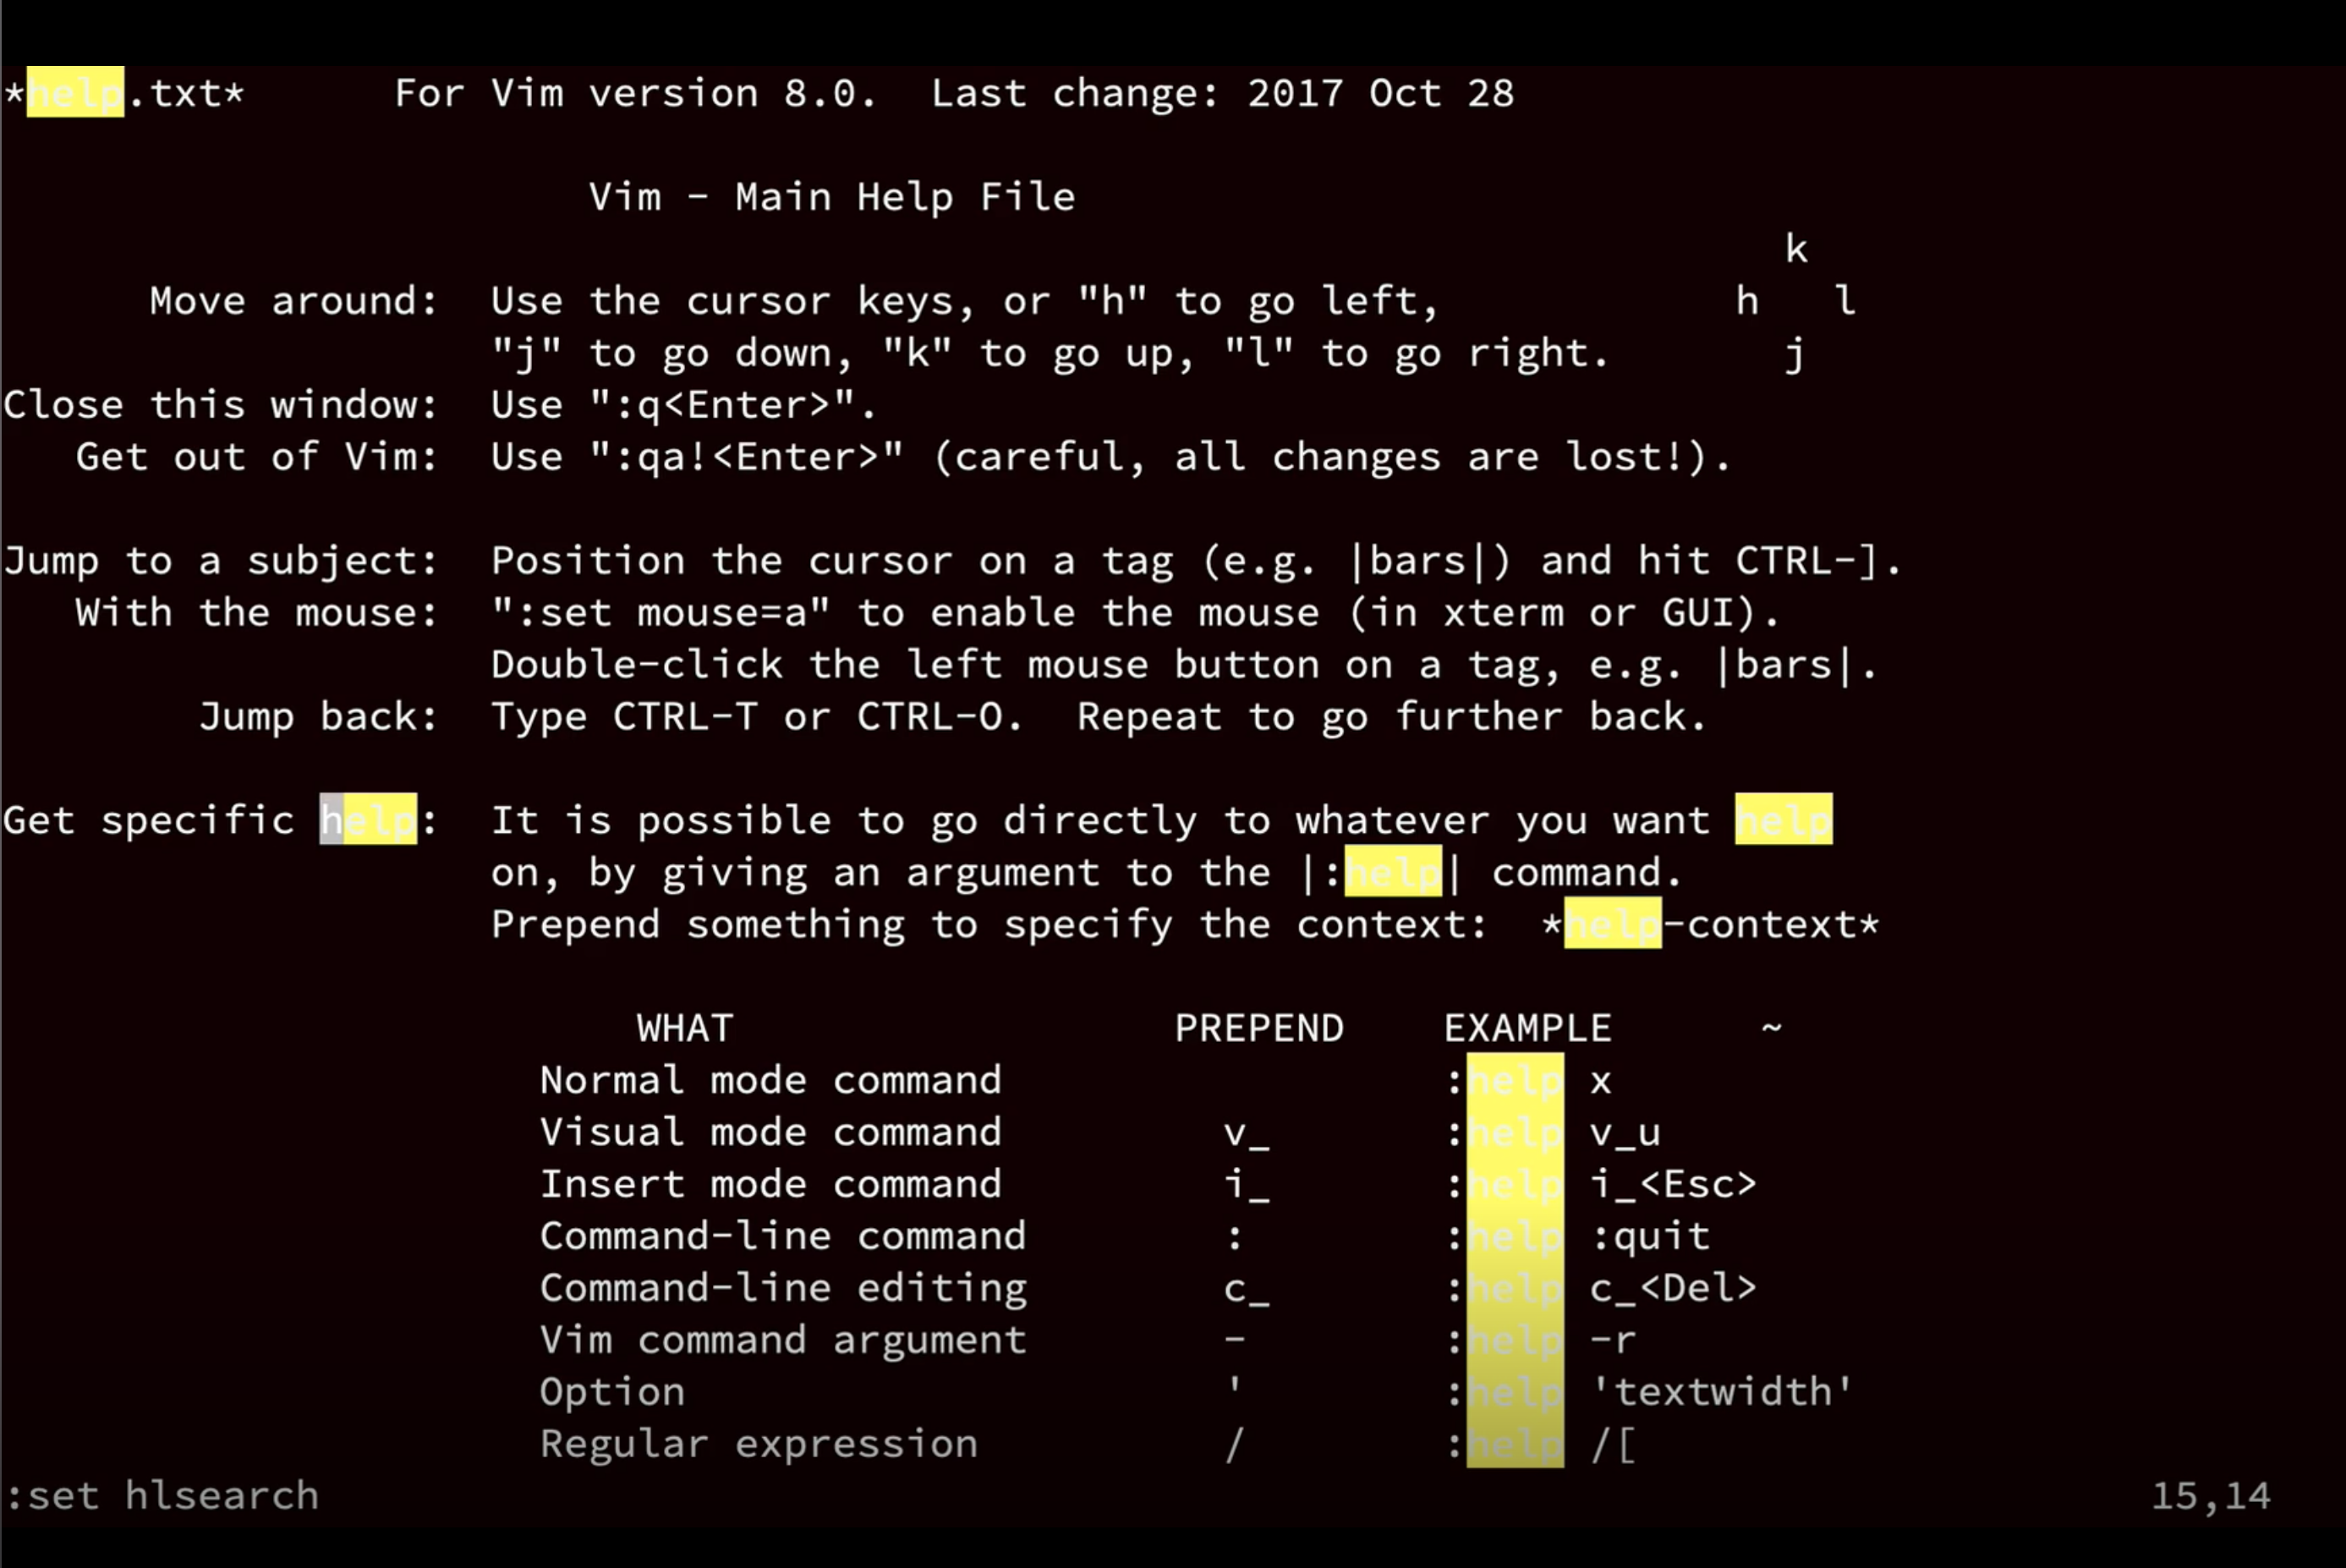 *help.txt*      For Vim version 8.0.  Last change: 2017 Oct 28
Vim - Main Help File
k
Move around:  Use the cursor keys, or "h" to go left,            h   l
"j" to go down, "k" to go up, "l" to go right.       j
Close this window:  Use ":q<Enter>".
Get out of Vim:  Use ":qa!<Enter>" (careful, all changes are lost!).
Jump to a subject:  Position the cursor on a tag (e.g. |bars|) and hit CTRL-].
With the mouse:  ":set mouse=a" to enable the mouse (in xterm or GUI).
Double-click the left mouse button on a tag, e.g. |bars|.
Jump back:  Type CTRL-T or CTRL-O.  Repeat to go further back.
Get specific help:  It is possible to go directly to whatever you want help
on, by giving an argument to the |:help| command.
Prepend something to specify the context:  *help-context*
WHAT                  PREPEND    EXAMPLE      ~
Normal mode command                  :help x
Visual mode command         v_       :help v_u
Insert mode command         i_       :help i_<Esc>
Command-line command        :        :help :quit
Command-line editing        c_       :help c_<Del>
Vim command argument        -        :help -r
Option                      '        :help 'textwidth'
Regular expression          /        :help /[
:set hlsearch                                                    15,14